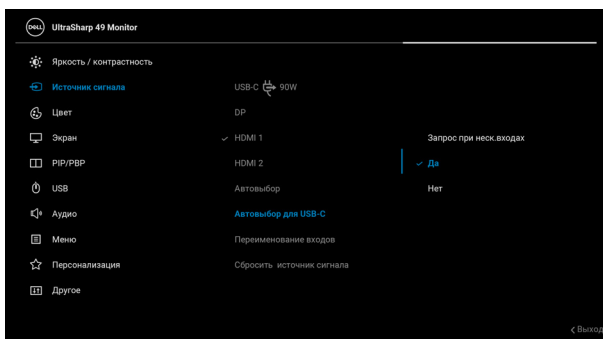 DELL
UltraSharp 49 Monitor
Яркость / контрастность
Источник сигнала
USB-C 90W
Цвет
DP
Экран
HDMI 1
Запрос при неск.входах
PIP/PBP
HDMI 2
Да
USB
Автовыбор
Нет
Аудио
Автовыбор для USB-C
Меню
Переименование входов
Персонализация
Сбросить источник сигнала
Другое
Выход